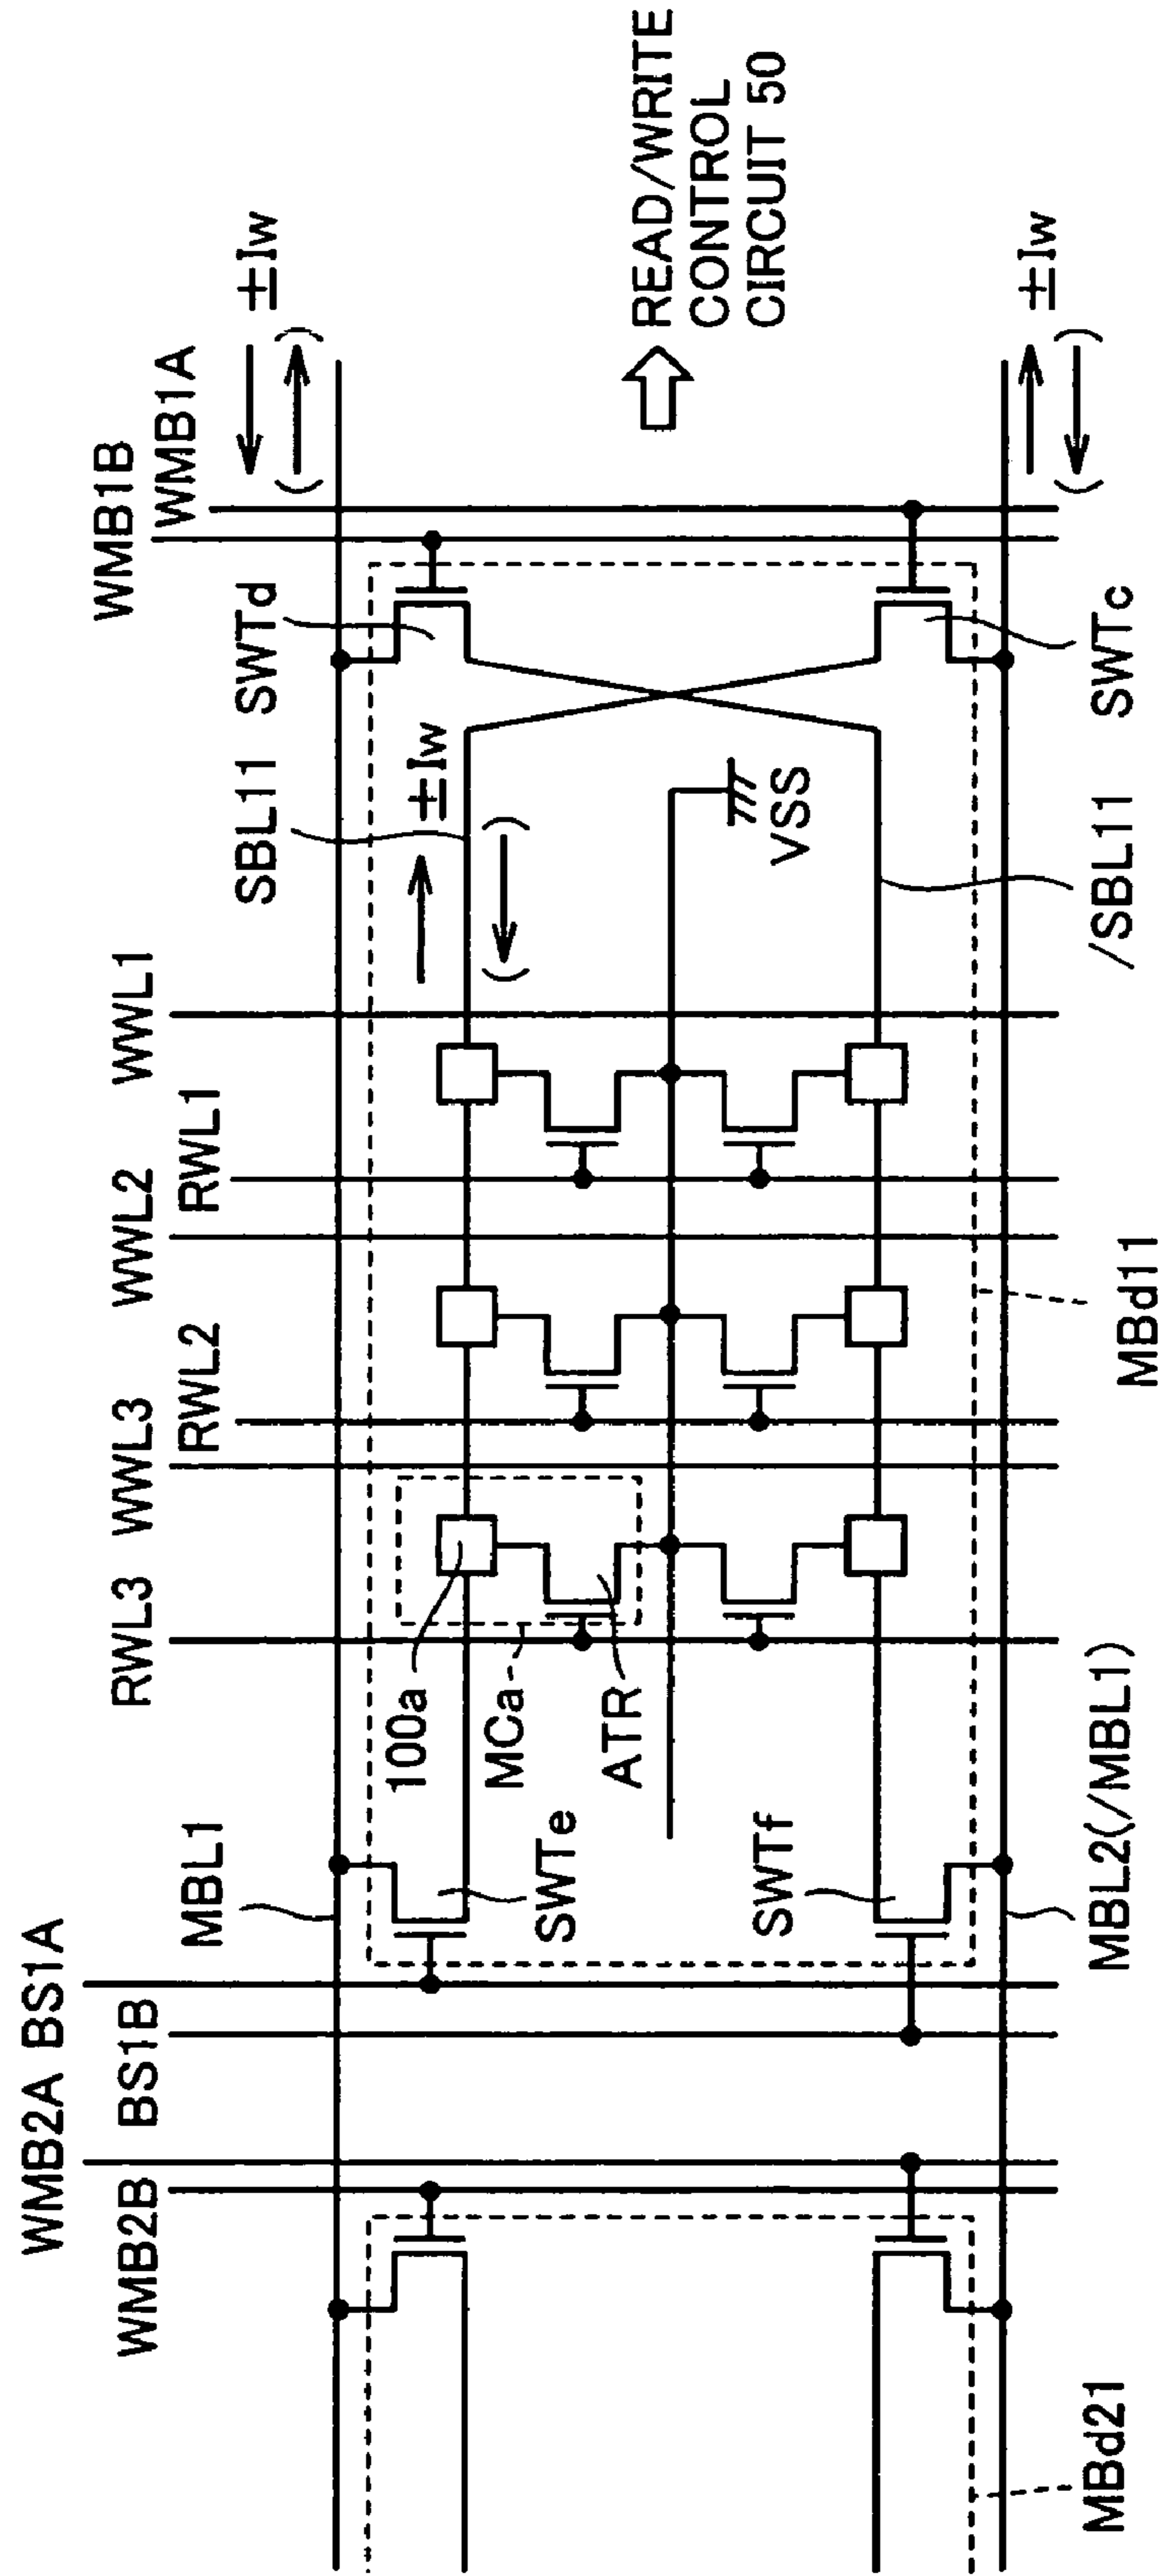 WMB2A BS1A
WMB2B
BS1B
MBL1
RWL3
WWL3
RWL2
WWL2
RWL1
WWL1
SBL11
SWTd
WMB1B
WMB1A
±Iw
±Iw
100a
MCa
ATR
SWTe
SWTf
VSS
READ/WRITE
CONTROL
CIRCUIT 50
MBd21
MBL2(/MBL1)
MBd11
/SBL11
SWTc
±Iw